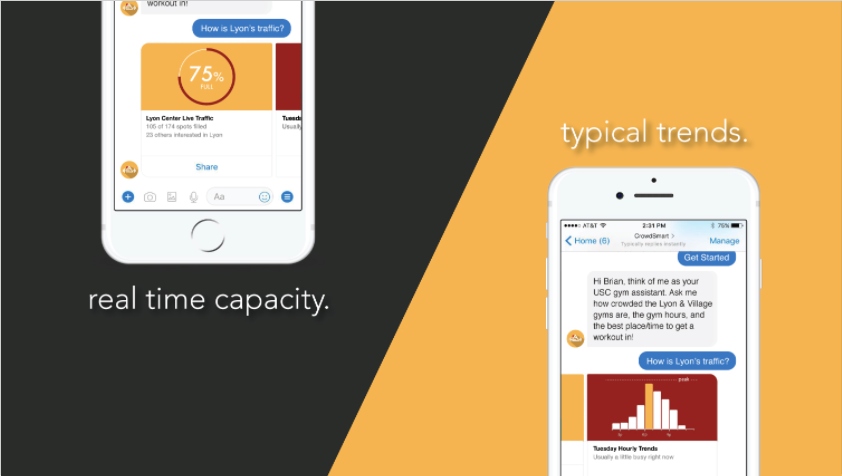 workout in!
How is Lyon's traffic?
75%
FULL
Lyon Center Live Traffic
105 of 174 spots filled
23 others interested in Lyon
Share
Tuesd
Usually
Aa
real time capacity.
typical trends.
AT&T
2:31 PM
75%
Home (6)
CrowdSmart >
Typically replies instantly
Manage
Get Started
Hi Brian, think of me as your
USC gym assistant. Ask me
how crowded the Lyon & Village
gyms are, the gym hours, and
the best place/time to get a
workout in!
How is Lyon's traffic?
peak
Tuesday Hourly Trends
Usually a little busy right now